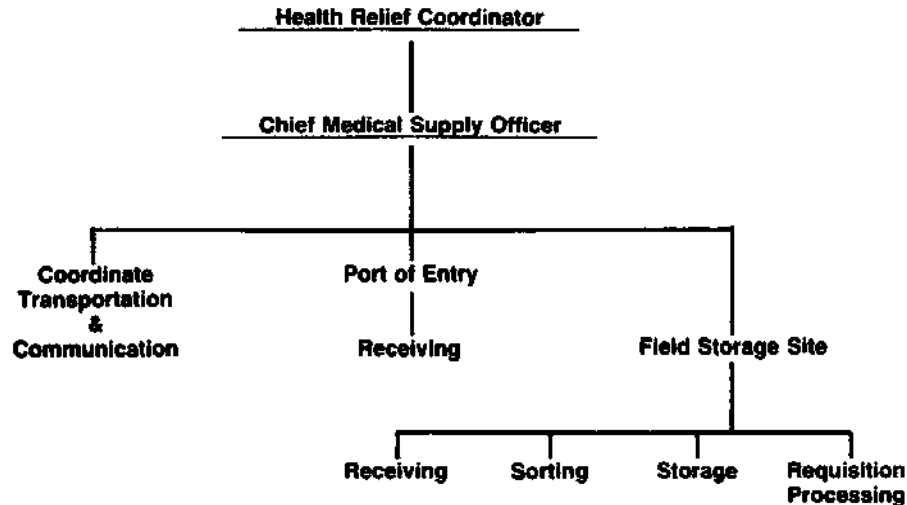 Health Relief Coordinator
Chief Medical Supply Officer
Coordinate
Transportation
&
Communication
Port of Entry
Receiving
Field Storage Site
Receiving
Sorting
Storage
Requisition
Processing